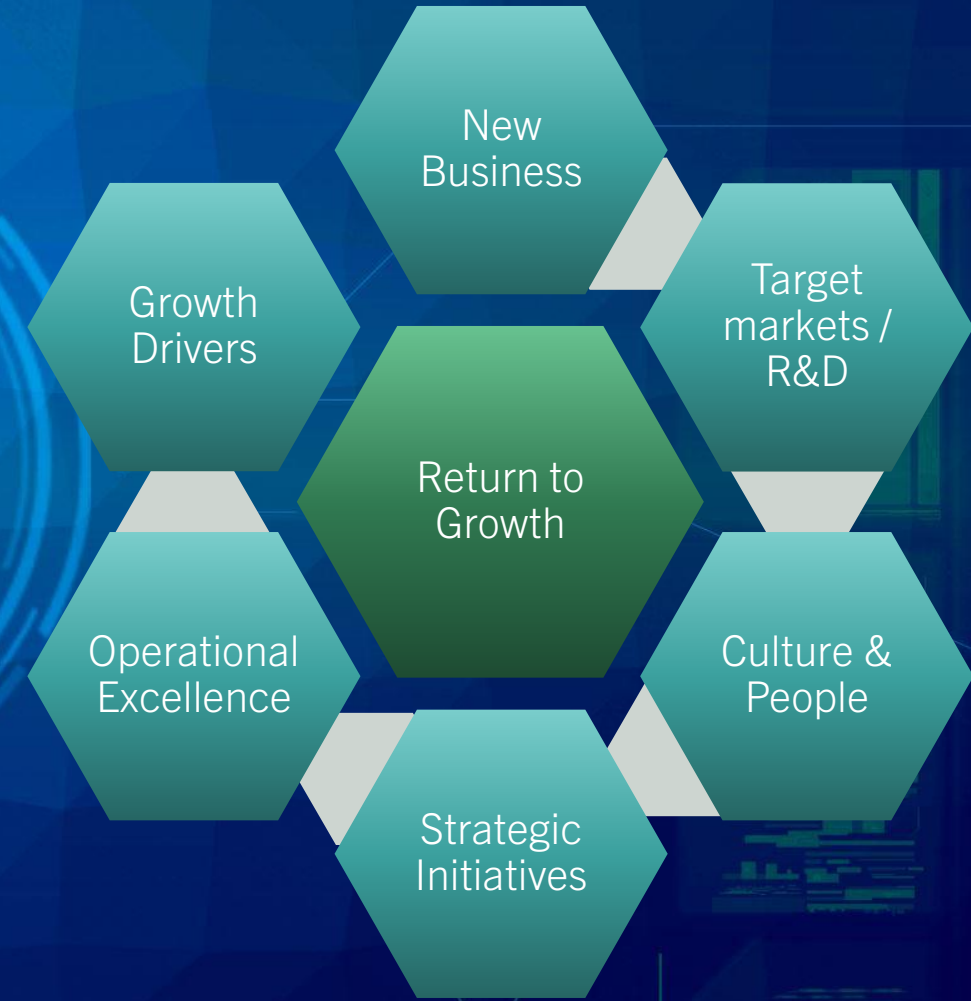 New
Business
Target
markets /
R&D
Growth
Drivers
Return to
Growth
Culture &
People
Operational
Excellence
Strategic
Initiatives